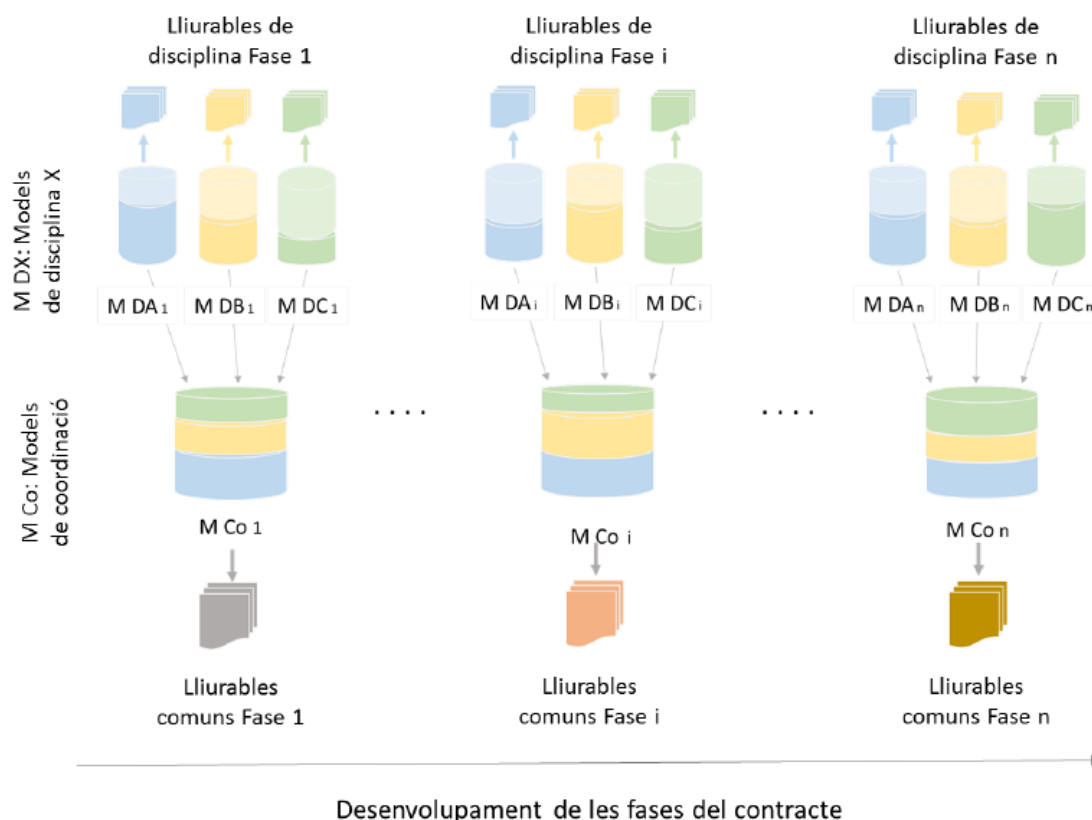 Lliurables de
disciplina Fase 1
Lliurables de
disciplina Fase i
Lliurables de
disciplina Fase n
M DX: Models
de disciplina X
M DA1
M DB1
M DC1
M DAi
M DBi
M DCi
M DAn
M DBn
M DCn
M Co: Models
de coordinació
. . . .
. . . .
M Co 1
M Co i
M Co n
Lliurables
comuns Fase 1
Lliurables
comuns Fase i
Lliurables
comuns Fase n
Desenvolupament de les fases del contracte